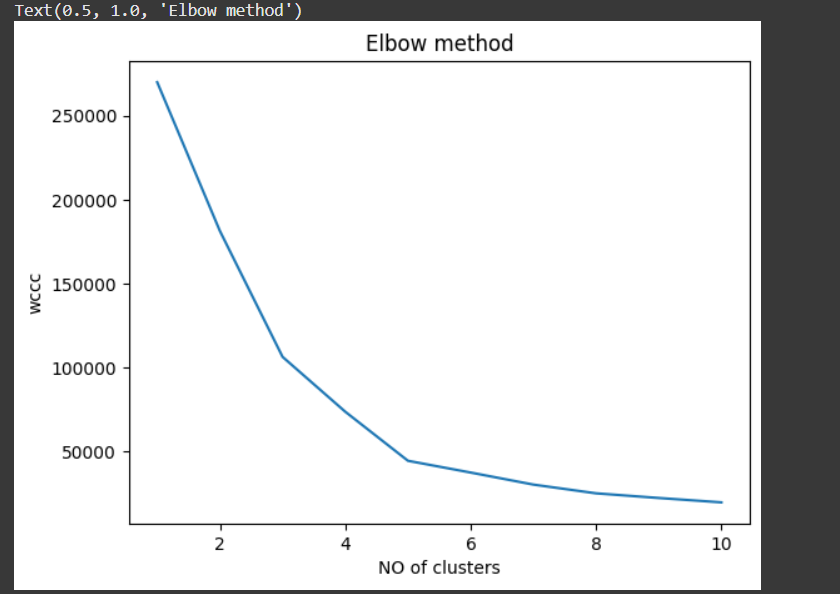 Text(0.5, 1.0, 'Elbow method')
Elbow method
250000
200000
150000
100000
50000
wccc
2 4 6 8 10
NO of clusters